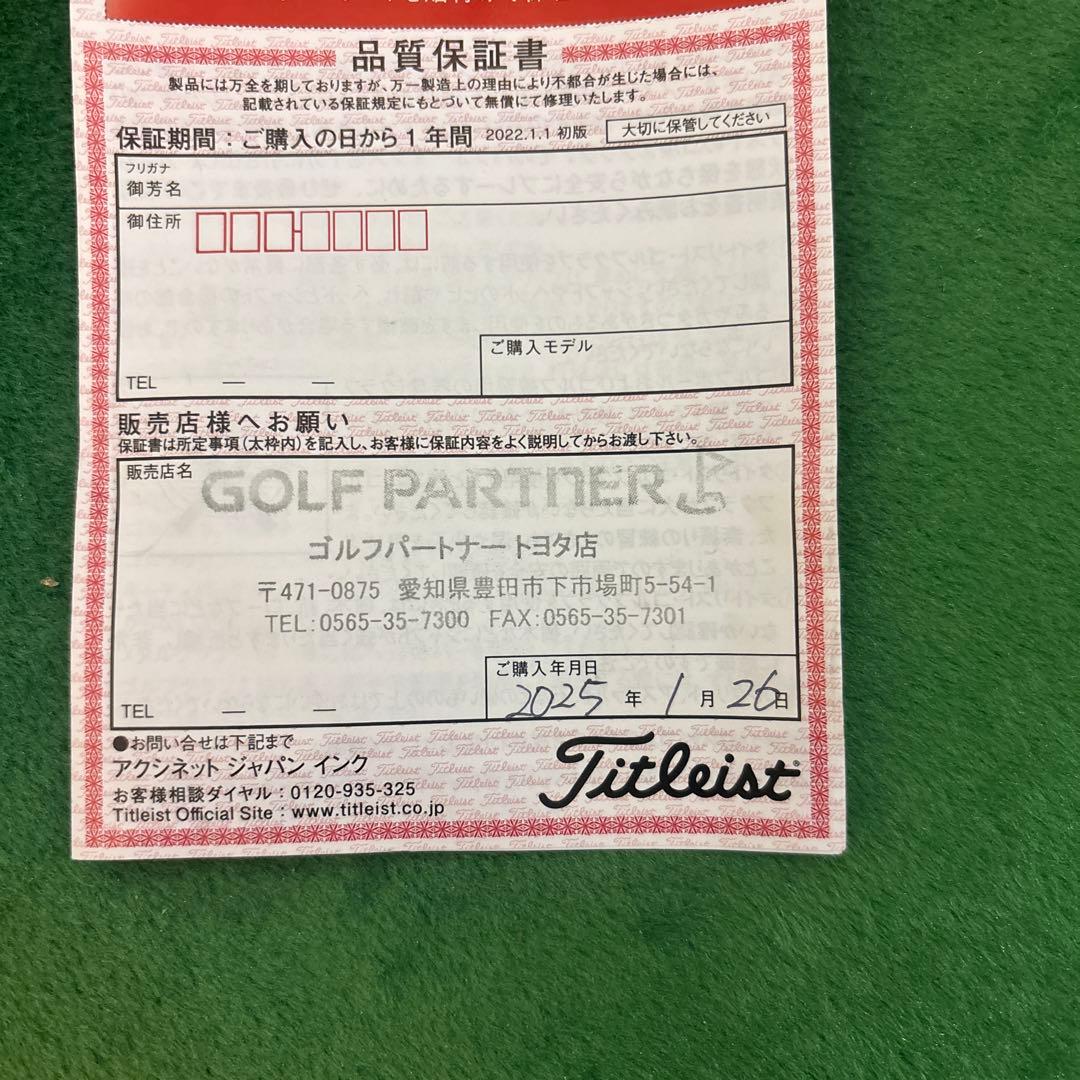 品質保証書
製品には万全を期しておりますが、万一製造上の理由により不都合が生じた場合には、
記載されている保証規定にもとづいて無償にて修理いたします。
保証期間：ご購入の日から1年間 2022.1.1 初版 大切に保管してください
フリガナ
御芳名
御住所
ご購入モデル
TEL ― ―
販売店様へお願い
保証書は所定事項(太枠内)を記入し、お客様に保証内容をよく説明してからお渡し下さい。
販売店名
GOLF PARTNER
ゴルフパートナー トヨタ店
〒471-0875 愛知県豊田市下市場町5-54-1
TEL:0565-35-7300 FAX:0565-35-7301
ご購入年月日
2025 年 1 月 26 日
TEL ― ―
●お問い合せは下記まで
アクシネット ジャパン インク
お客様相談ダイヤル：0120-935-325
Titleist Official Site：www.titleist.co.jp
Titleist